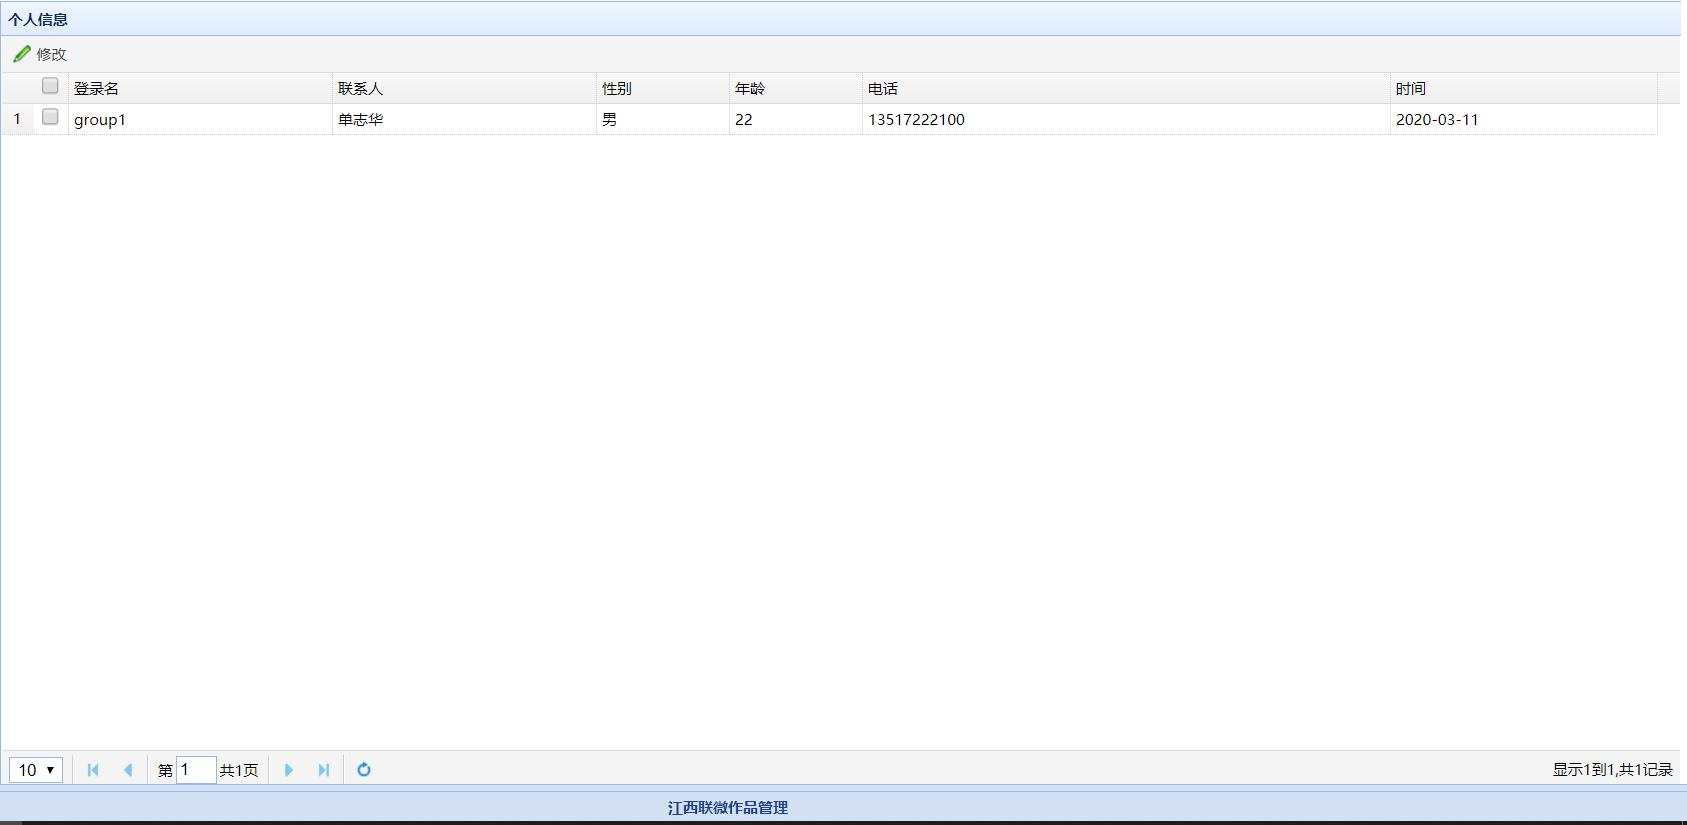 个人信息
修改
登录名 联系人 性别 年龄 电话 时间
1 group1 单志华 男 22 13517222100 2020-03-11
10 第 1 共1页 显示1到1,共1记录
江西联微作品管理